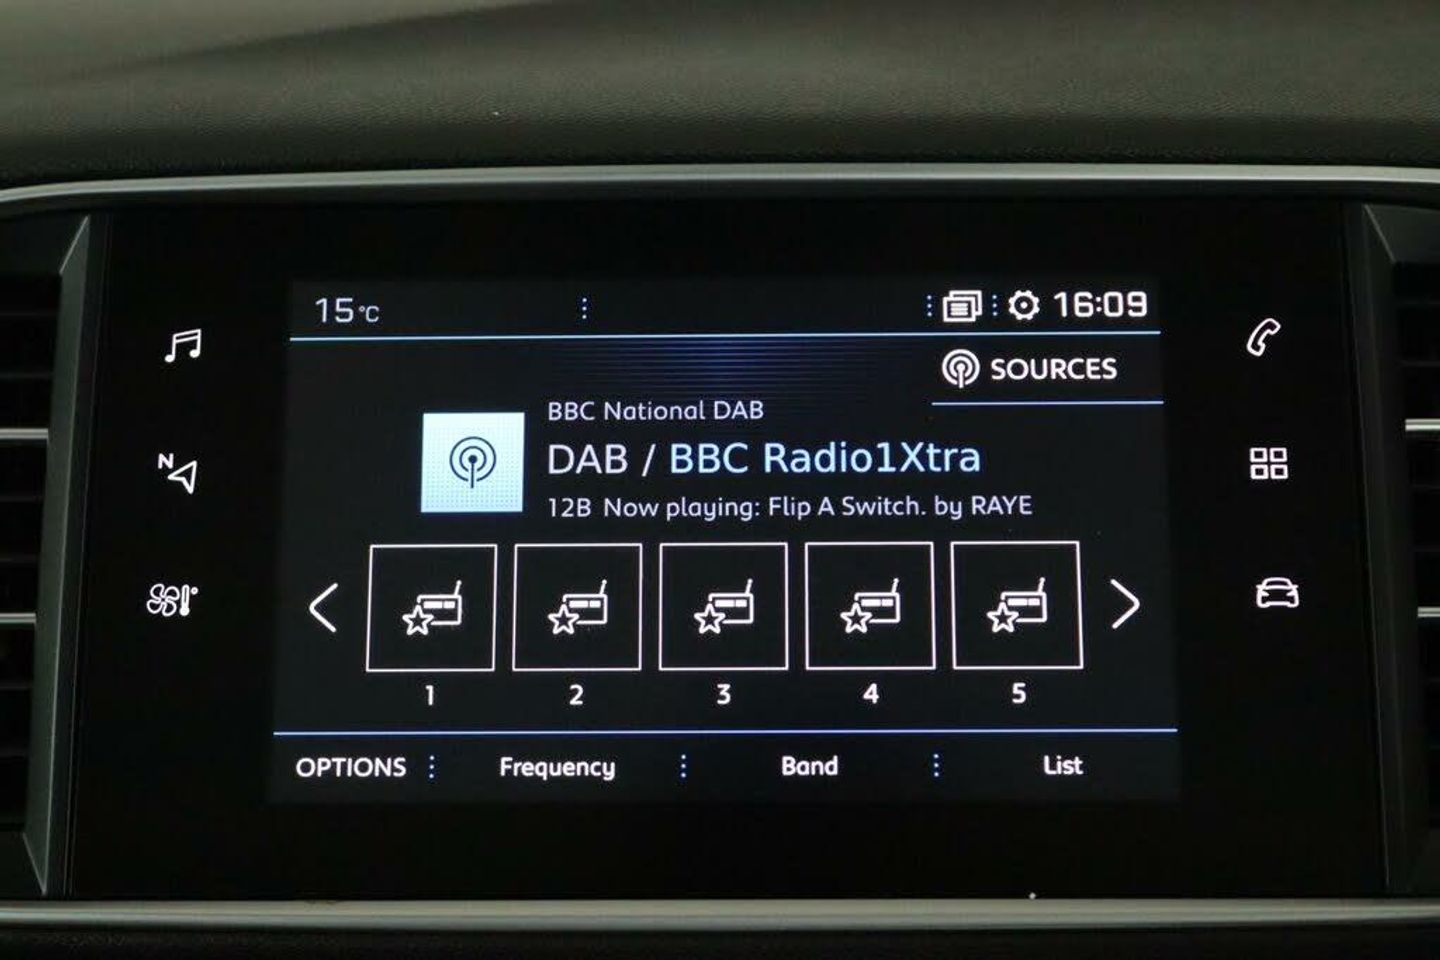 15°C
16:09
SOURCES
BBC National DAB
DAB / BBC Radio1Xtra
12B Now playing: Flip A Switch. by RAYE
N
1 2 3 4 5
OPTIONS Frequency Band List